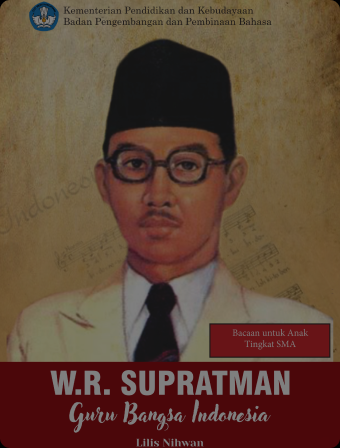 Kementerian Pendidikan dan Kebudayaan
Badan Pengembangan dan Pembinaan Bahasa
Indones
Bacaan untuk Anak
Tingkat SMA
W.R. SUPRATMAN
Guru Bangsa Indonesia
Lilis Nihwan